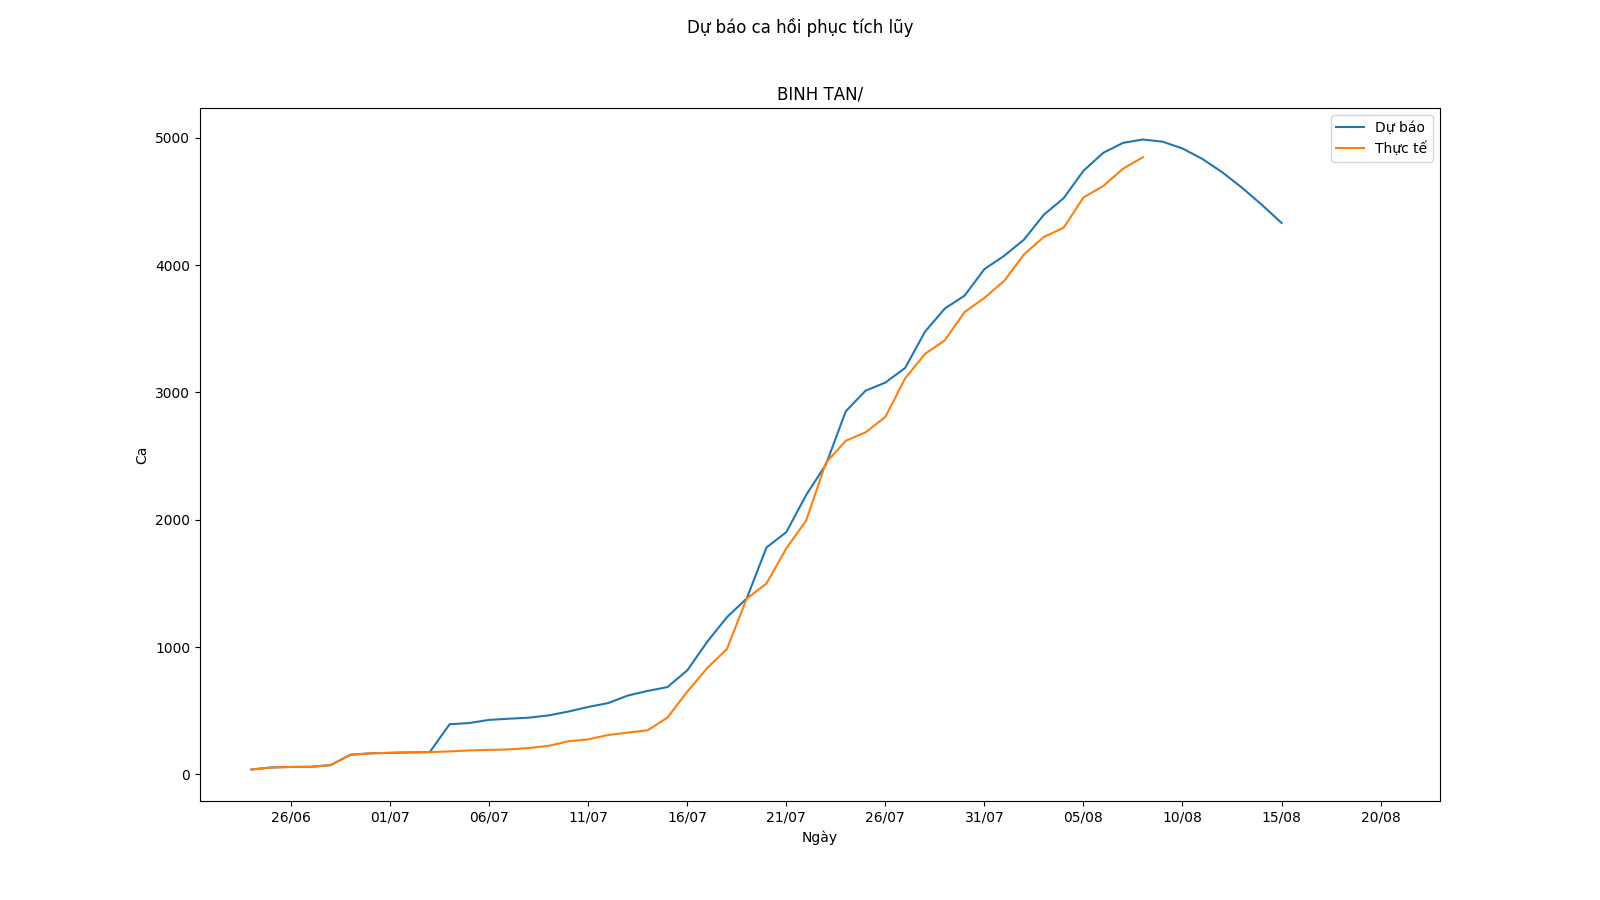 Dự báo ca hồi phục tích lũy
BINH TAN/
Dự báo
Thực tế
5000
4000
3000
2000
1000
0
Ca
26/06 01/07 06/07 11/07 16/07 21/07 26/07 31/07 05/08 10/08 15/08 20/08
Ngày